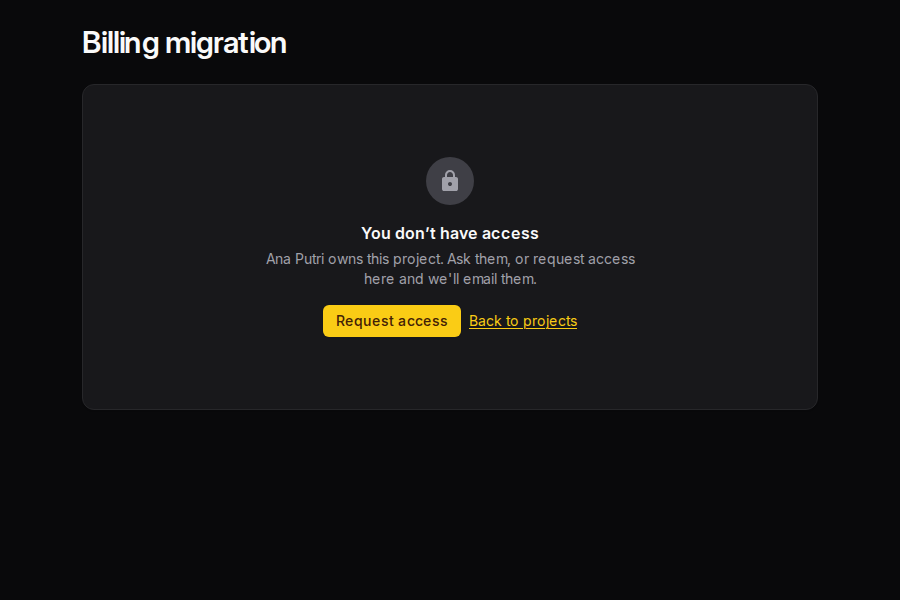 Billing migration
You don’t have access
Ana Putri owns this project. Ask them, or request access
here and we'll email them.
Request access Back to projects